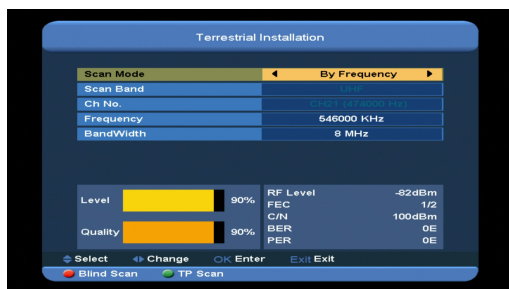 Terrestrial Installation
Scan Mode By Frequency
Scan Band UHF
Ch No. CH21 (474000 Hz)
Frequency 546000 KHz
BandWidth 8 MHz
Level 90%
Quality 90%
RF Level -82dBm
FEC 1/2
C/N 100dBm
BER 0E
PER 0E
Select Change OK Enter Exit Exit
Blind Scan TP Scan